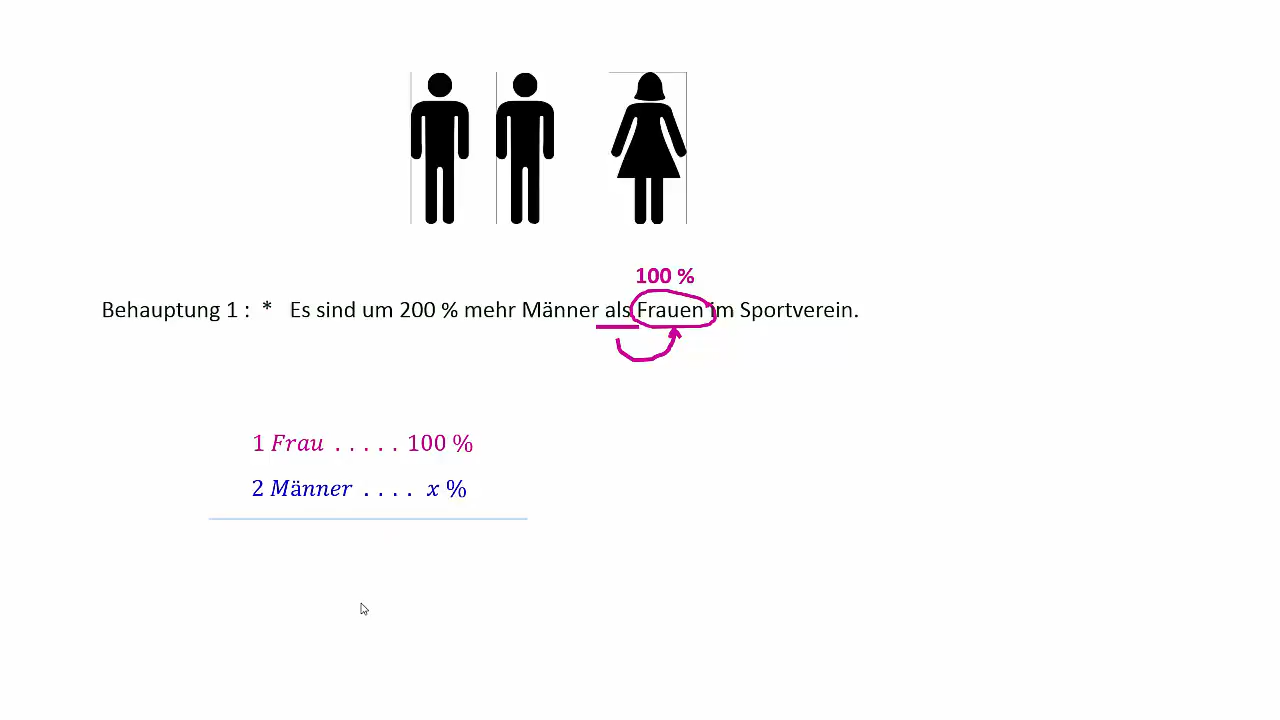 100 %
Behauptung 1 : * Es sind um 200 % mehr Männer als Frauen im Sportverein.
1 Frau . . . . . 100 %
2 Männer . . . . x %